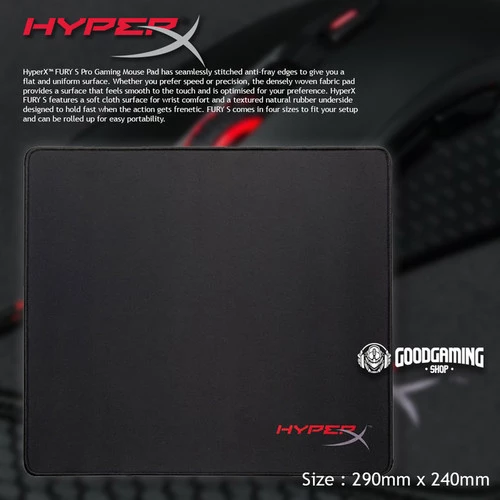 HYPERX
HyperX™ FURY S Pro Gaming Mouse Pad has seamlessly stitched anti-fray edges to give you a
flat and uniform surface. Whether you prefer speed or precision, the densely woven fabric pad
provides a surface that feels smooth to the touch and is optimised for your preference. HyperX
FURY S features a soft cloth surface for wrist comfort and a textured natural rubber underside
designed to hold fast when the action gets frenetic. FURY S comes in four sizes to fit your setup
and can be rolled up for easy portability.
GOODGAMING
SHOP
HYPERX
Size : 290mm x 240mm